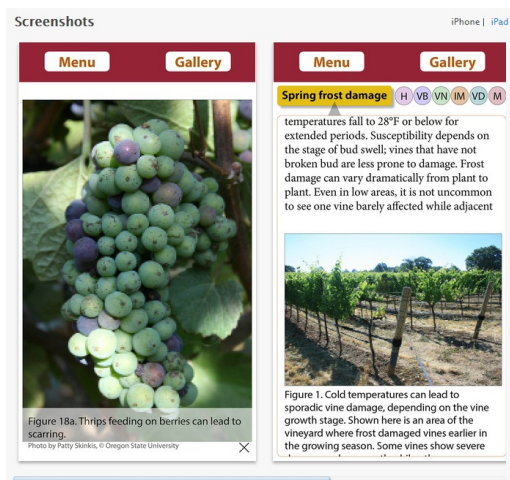 Screenshots
iPhone | iPad
Menu
Gallery
Figure 18a. Thrips feeding on berries can lead to
scarring.
Photo by Patty Skinkis, © Oregon State University
Menu
Gallery
Spring frost damage
H VB VN IM VD M
temperatures fall to 28°F or below for
extended periods. Susceptibility depends on
the stage of bud swell; vines that have not
broken bud are less prone to damage. Frost
damage can vary dramatically from plant to
plant. Even in low areas, it is not uncommon
to see one vine barely affected while adjacent
Figure 1. Cold temperatures can lead to
sporadic vine damage, depending on the vine
growth stage. Shown here is an area of the
vineyard where frost damaged vines earlier in
the growing season. Some vines show severe